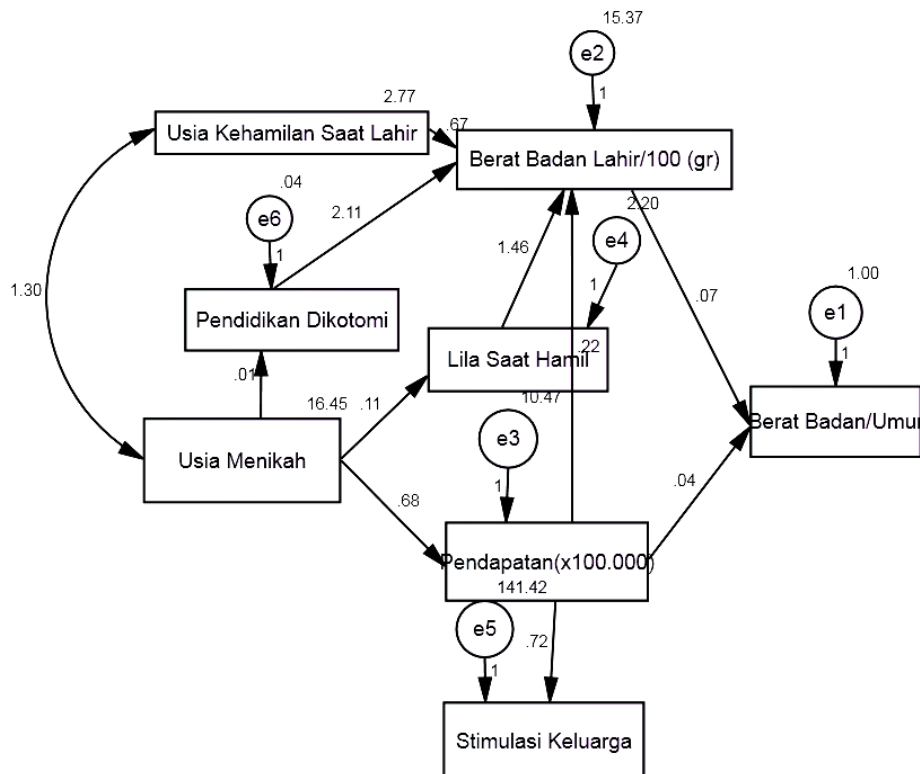 15.37
e2
1
2.77
Usia Kehamilan Saat Lahir
.67
Berat Badan Lahir/100 (gr)
.04
e6
2.11
1
2.20
e4
1.46
1
1.30
Pendidikan Dikotomi
.07
1.00
e1
1
Lila Saat Hamil
.22
.01
16.45
.11
10.47
Berat Badan/Umur
Usia Menikah
e3
1
.68
.04
Pendapatan(x100.000)
141.42
e5
.72
1
Stimulasi Keluarga